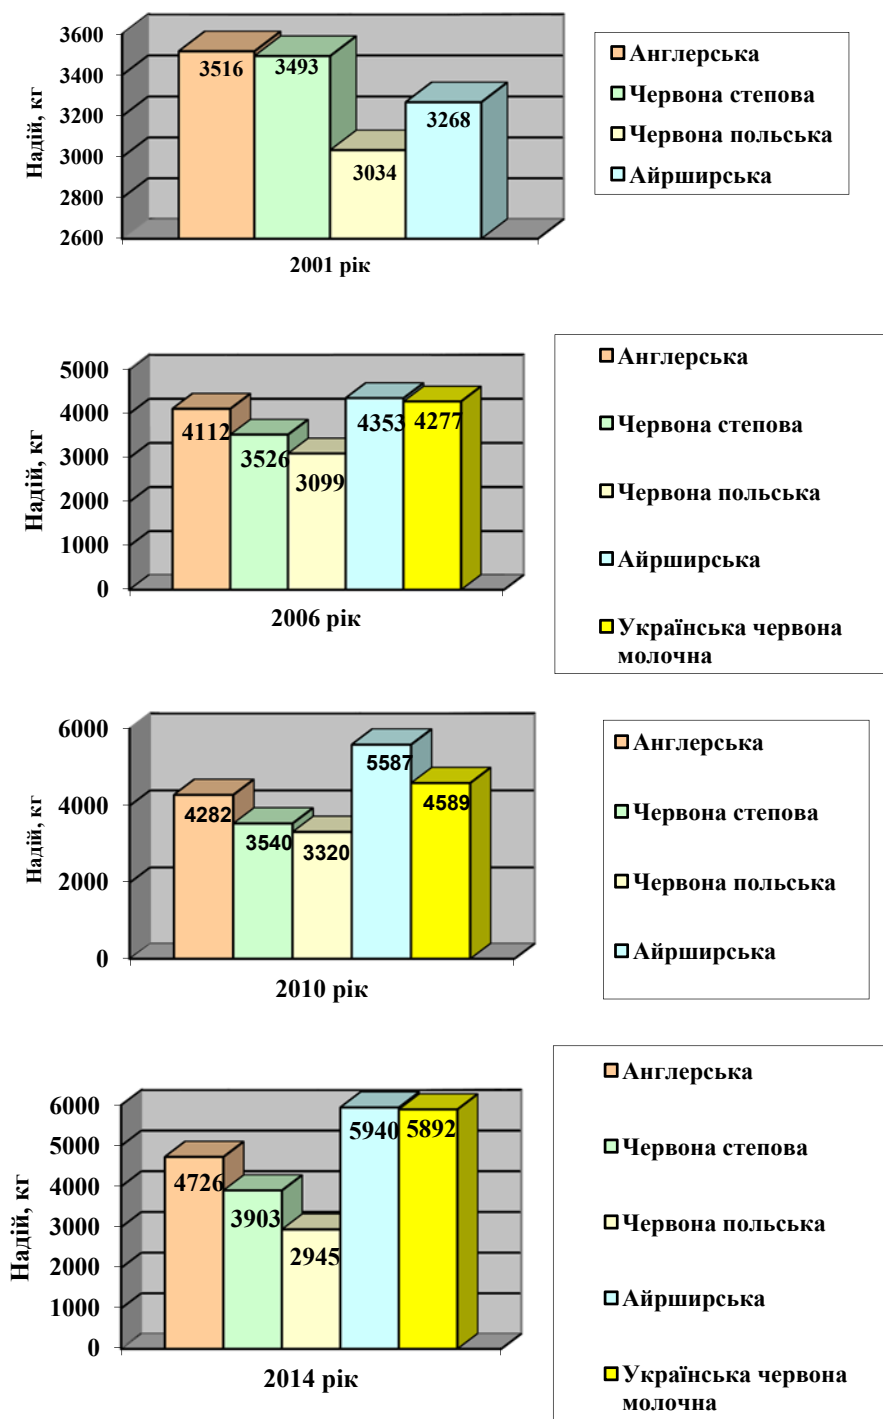 Надій, кг
3600
3400
3200
3000
2800
2600
3516
3493
3034
3268
2001 рік
Англерська
Червона степова
Червона польська
Айрширська
Надій, кг
5000
4000
3000
2000
1000
0
4112
3526
3099
4353
4277
2006 рік
Англерська
Червона степова
Червона польська
Айрширська
Українська червона
молочна
Надій, кг
6000
4000
2000
0
4282
3540
3320
5587
4589
2010 рік
Англерська
Червона степова
Червона польська
Айрширська
Надій, кг
6000
5000
4000
3000
2000
1000
0
4726
3903
2945
5940
5892
2014 рік
Англерська
Червона степова
Червона польська
Айрширська
Українська червона
молочна